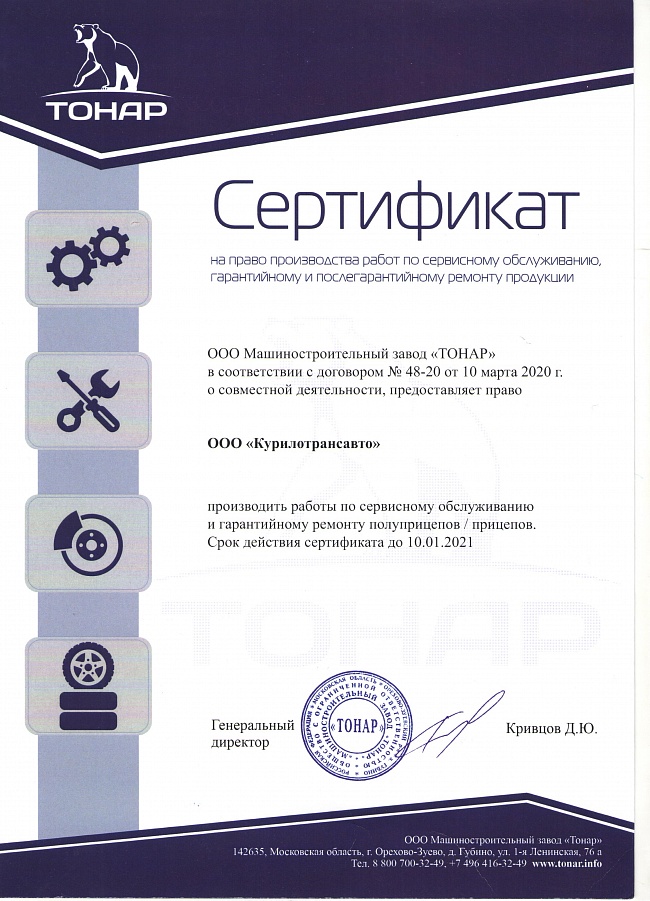 ТОНАР
Сертификат
на право производства работ по сервисному обслуживанию,
гарантийному и послегарантийному ремонту продукции
ООО Машиностроительный завод «ТОНАР»
в соответствии с договором № 48-20 от 10 марта 2020 г.
о совместной деятельности, предоставляет право
ООО «Курилотрансавто»
производить работы по сервисному обслуживанию
и гарантийному ремонту полуприцепов / прицепов.
Срок действия сертификата до 10.01.2021
ТОНАР
Генеральный
директор
«ТОНАР»
Кривцов Д.Ю.
ООО Машиностроительный завод «Тонар»
142635, Московская область, г. Орехово-Зуево, д. Губино, ул. 1-я Ленинская, 76 а
Тел. 8 800 700-32-49, +7 496 416-32-49 www.tonar.info